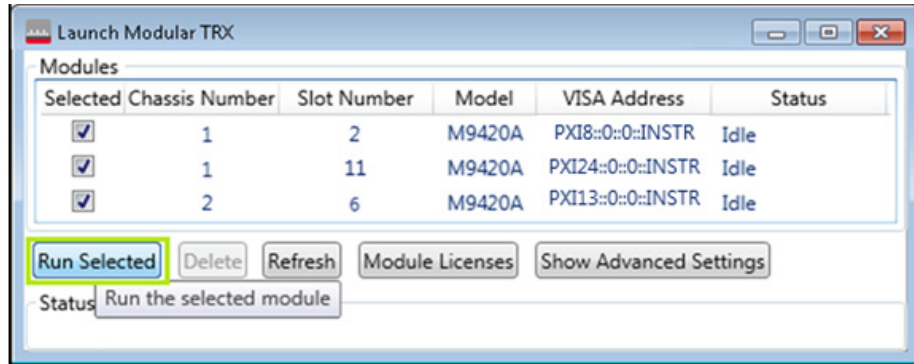 Launch Modular TRX
Modules
Selected Chassis Number Slot Number Model VISA Address Status
1 2 M9420A PXI8::0::0::INSTR Idle
1 11 M9420A PXI24::0::0::INSTR Idle
2 6 M9420A PXI13::0::0::INSTR Idle
Run Selected Delete Refresh Module Licenses Show Advanced Settings
Status Run the selected module